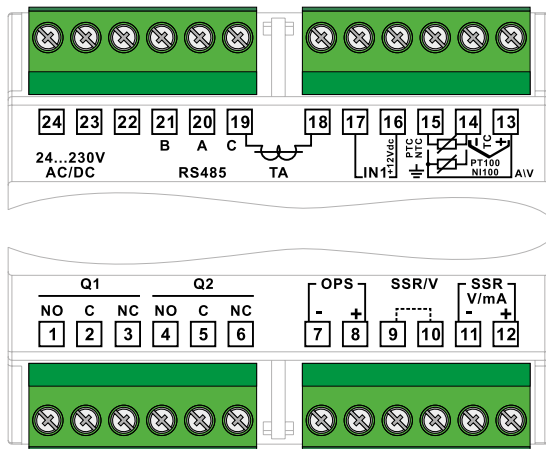 24 23 22 21 20 19 18 17 16 15 14 13
B A C
24...230V
AC/DC
RS485
TA
IN1
+12Vdc
PTC
NTC
- TC +
PT100
NI100
A\V
Q1 Q2 OPS SSR/V SSR
V/mA
NO C NC NO C NC - + - +
1 2 3 4 5 6 7 8 9 10 11 12